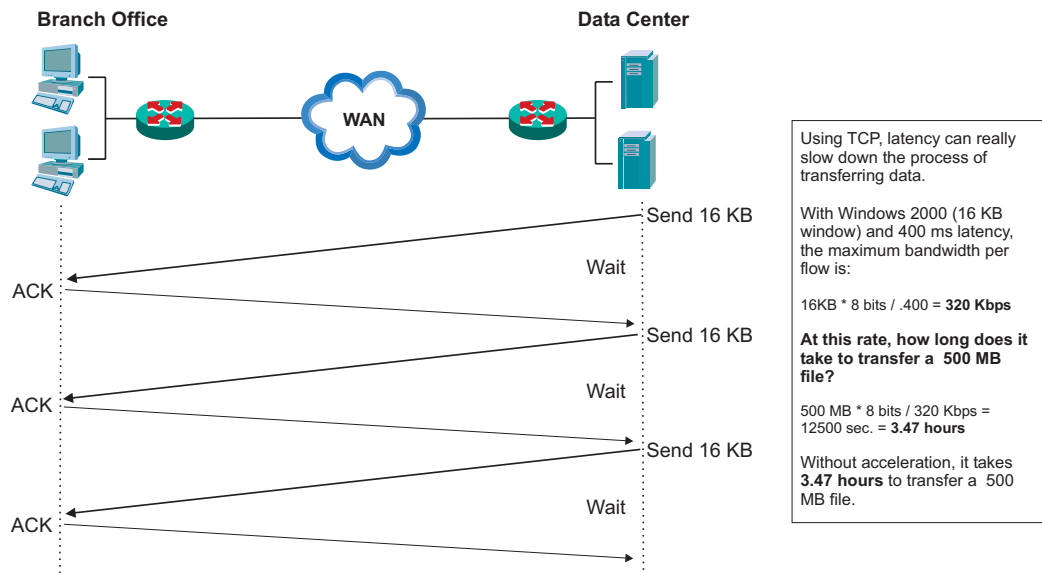 Branch Office
Data Center
WAN
Send 16 KB
Wait
ACK
Send 16 KB
Wait
ACK
Send 16 KB
Wait
ACK
Using TCP, latency can really
slow down the process of
transferring data.
With Windows 2000 (16 KB
window) and 400 ms latency,
the maximum bandwidth per
flow is:
16KB * 8 bits / .400 = 320 Kbps
At this rate, how long does it
take to transfer a 500 MB
file?
500 MB * 8 bits / 320 Kbps =
12500 sec. = 3.47 hours
Without acceleration, it takes
3.47 hours to transfer a 500
MB file.